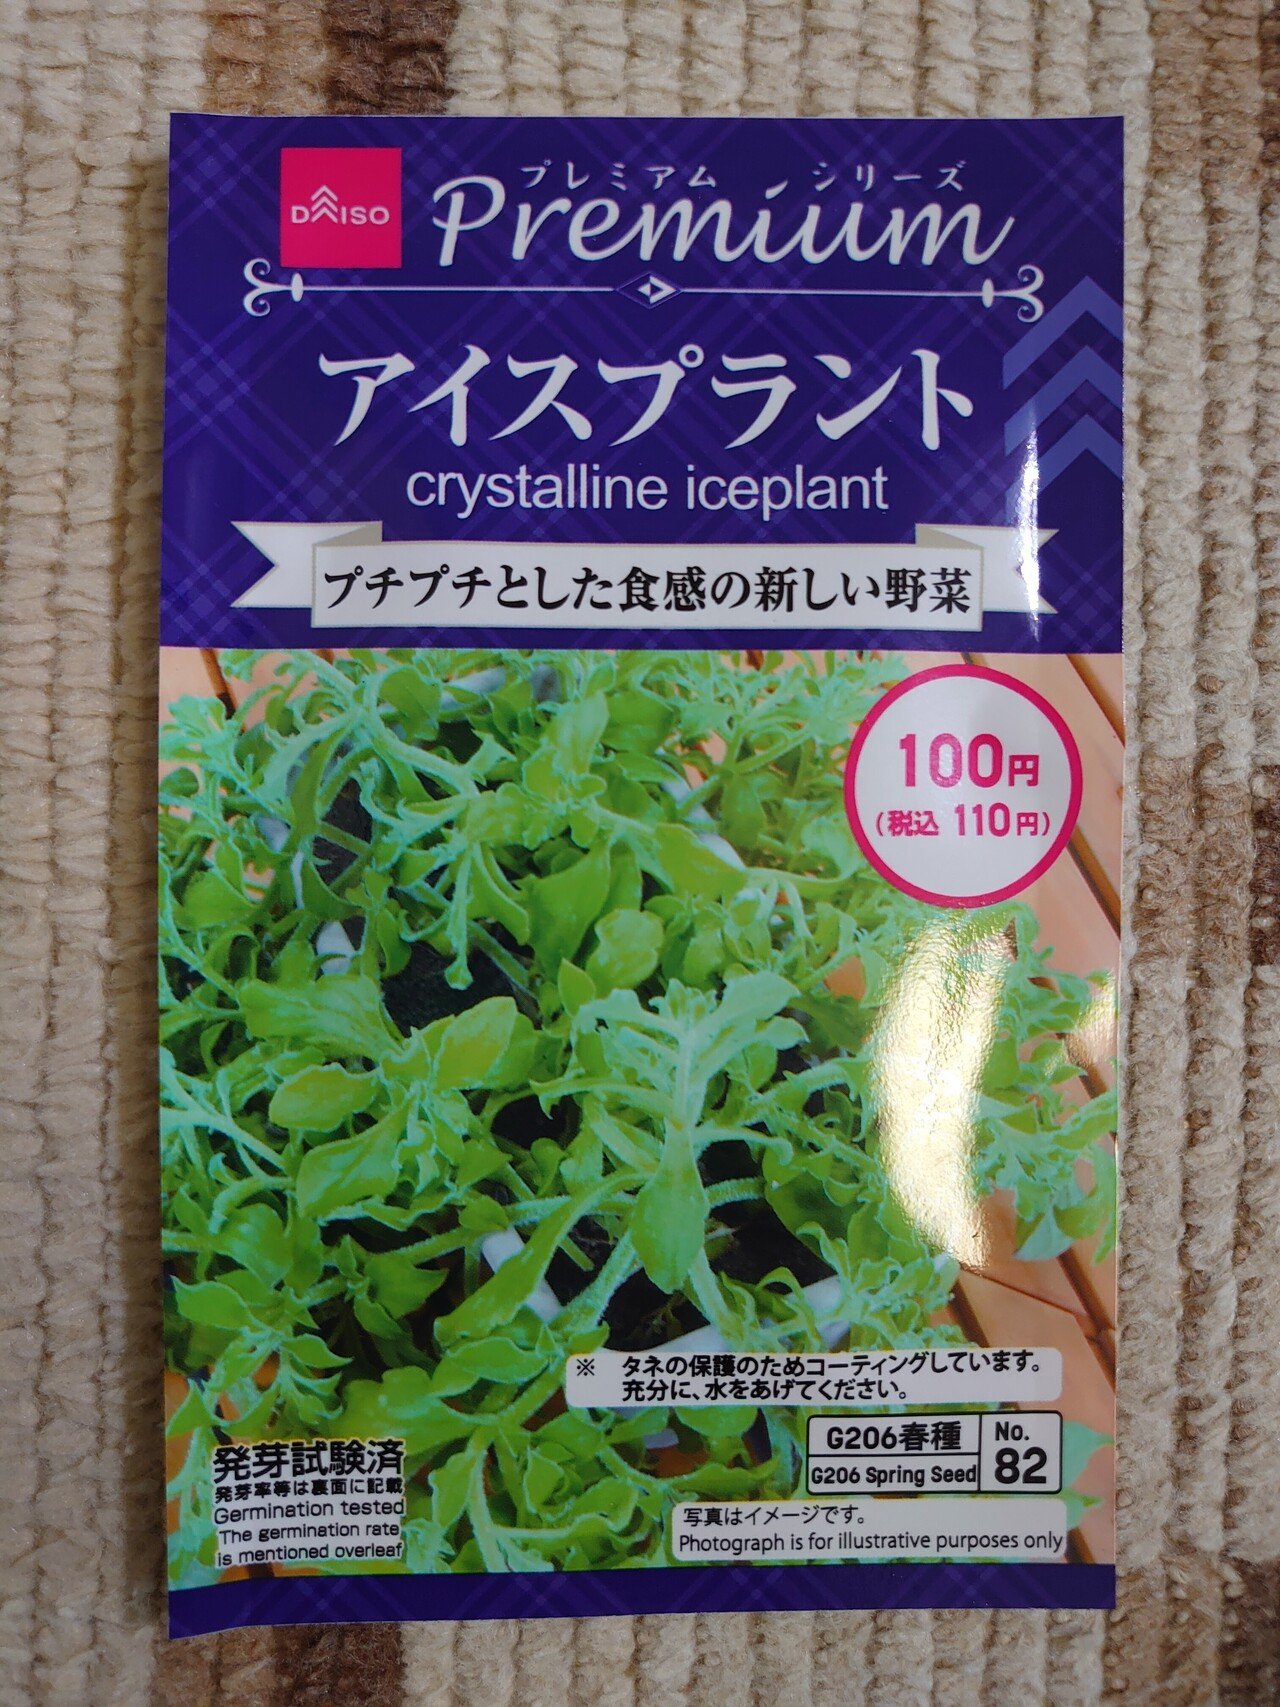 DAISO
プレミアム シリーズ
Premium
アイスプラント
crystalline iceplant
プチプチとした食感の新しい野菜
100円
(税込 110円)
※ タネの保護のためコーティングしています。
充分に、水をあげてください。
G206春種
G206 Spring Seed
No.
82
発芽試験済
発芽率等は裏面に記載
Germination tested
The germination rate
is mentioned overleaf
写真はイメージです。
Photograph is for illustrative purposes only